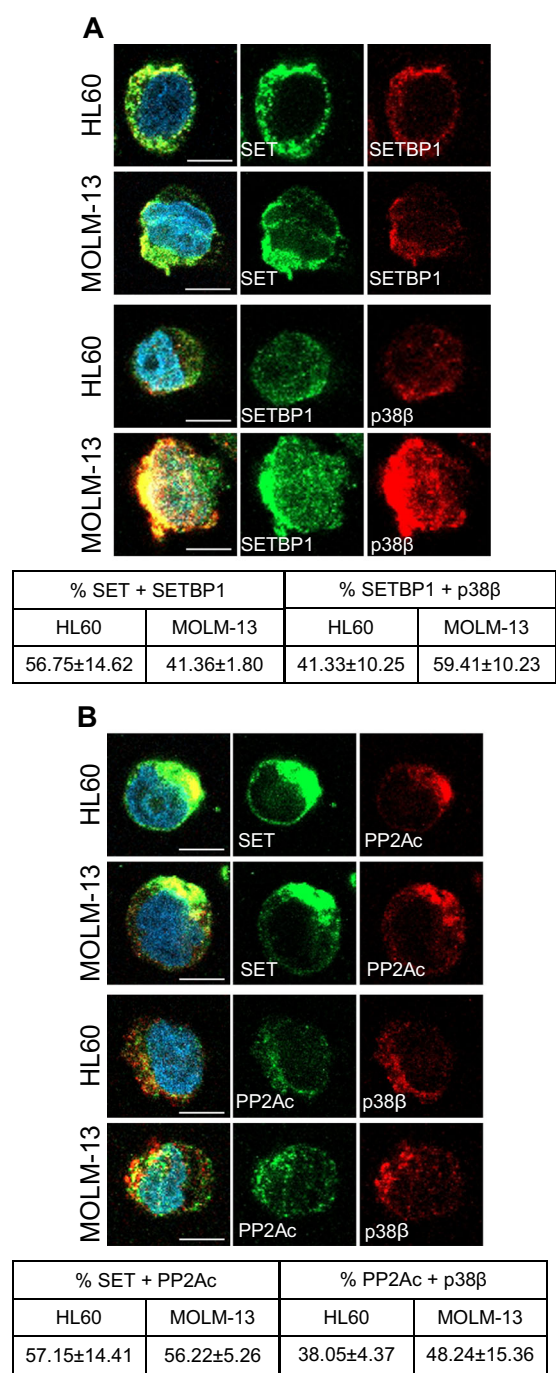 A
HL60
SET
SETBP1
MOLM-13
SET
SETBP1
HL60
SETBP1
p38β
MOLM-13
SETBP1
p38β
% SET + SETBP1 % SETBP1 + p38β
HL60 MOLM-13 HL60 MOLM-13
56.75±14.62 41.36±1.80 41.33±10.25 59.41±10.23
B
HL60
SET
PP2Ac
MOLM-13
SET
PP2Ac
HL60
PP2Ac
p38β
MOLM-13
PP2Ac
p38β
% SET + PP2Ac % PP2Ac + p38β
HL60 MOLM-13 HL60 MOLM-13
57.15±14.41 56.22±5.26 38.05±4.37 48.24±15.36